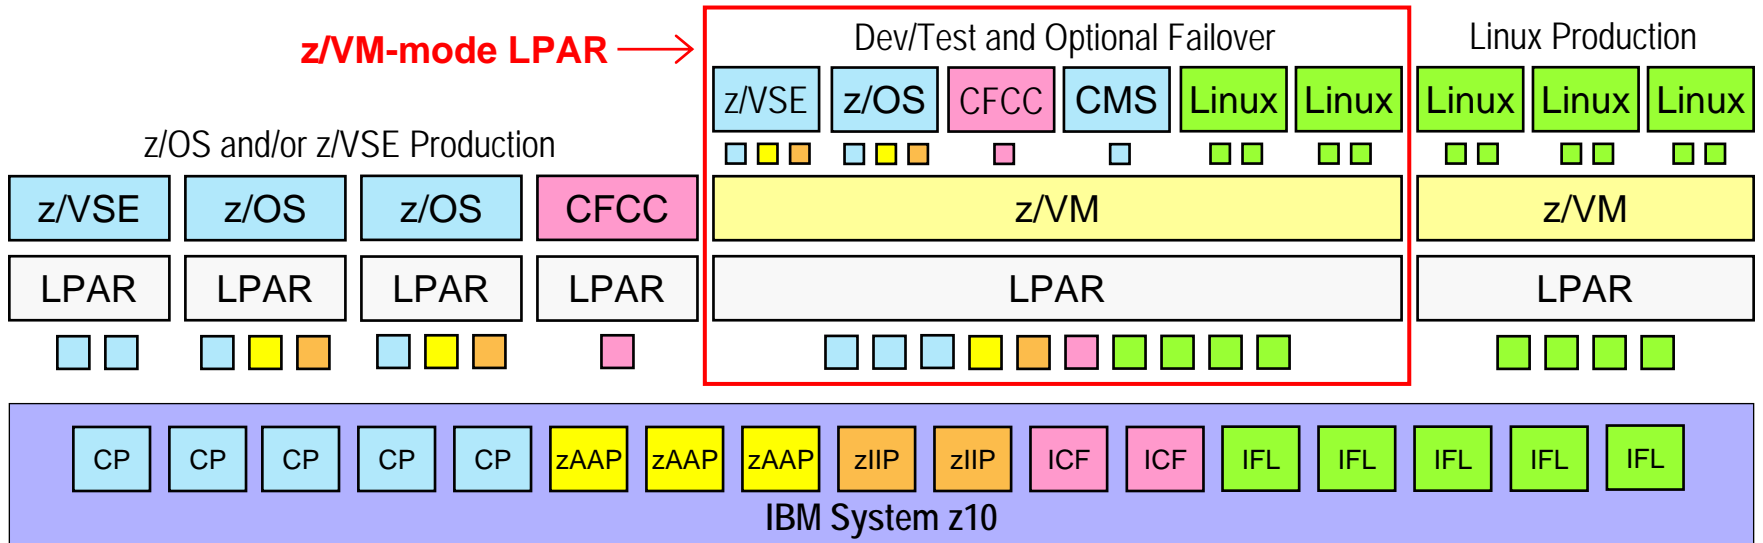 z/VM-mode LPAR
Dev/Test and Optional Failover
Linux Production
z/VSE z/OS CFCC CMS Linux Linux Linux Linux Linux
z/OS and/or z/VSE Production
z/VSE z/OS z/OS CFCC z/VM z/VM
LPAR LPAR LPAR LPAR LPAR LPAR
CP CP CP CP CP zAAP zAAP zAAP zIIP zIIP ICF ICF IFL IFL IFL IFL IFL
IBM System z10